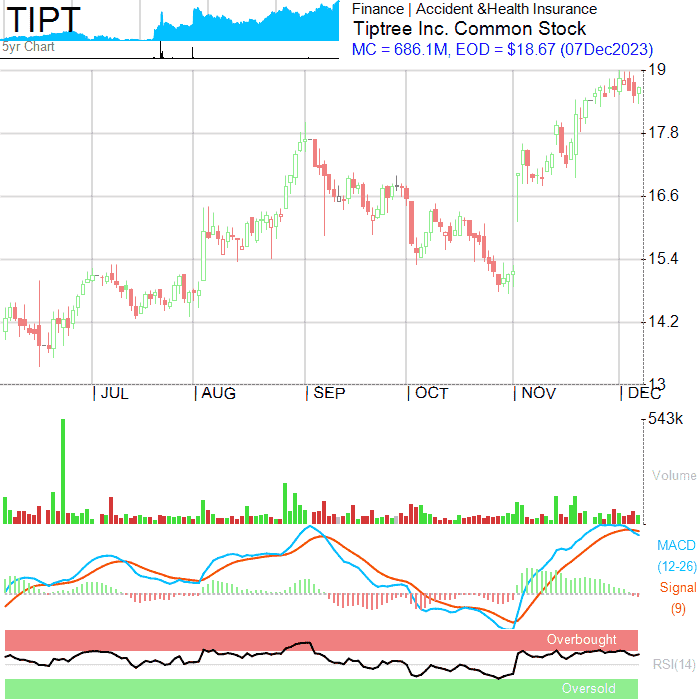 TIPT
5yr Chart
Finance | Accident &Health Insurance
Tiptree Inc. Common Stock
MC = 686.1M, EOD = $18.67 (07Dec2023)
19
17.8
16.6
15.4
14.2
13
JUL AUG SEP OCT NOV DEC
543k
Volume
MACD
(12-26)
Signal
(9)
Overbought
RSI(14)
Oversold